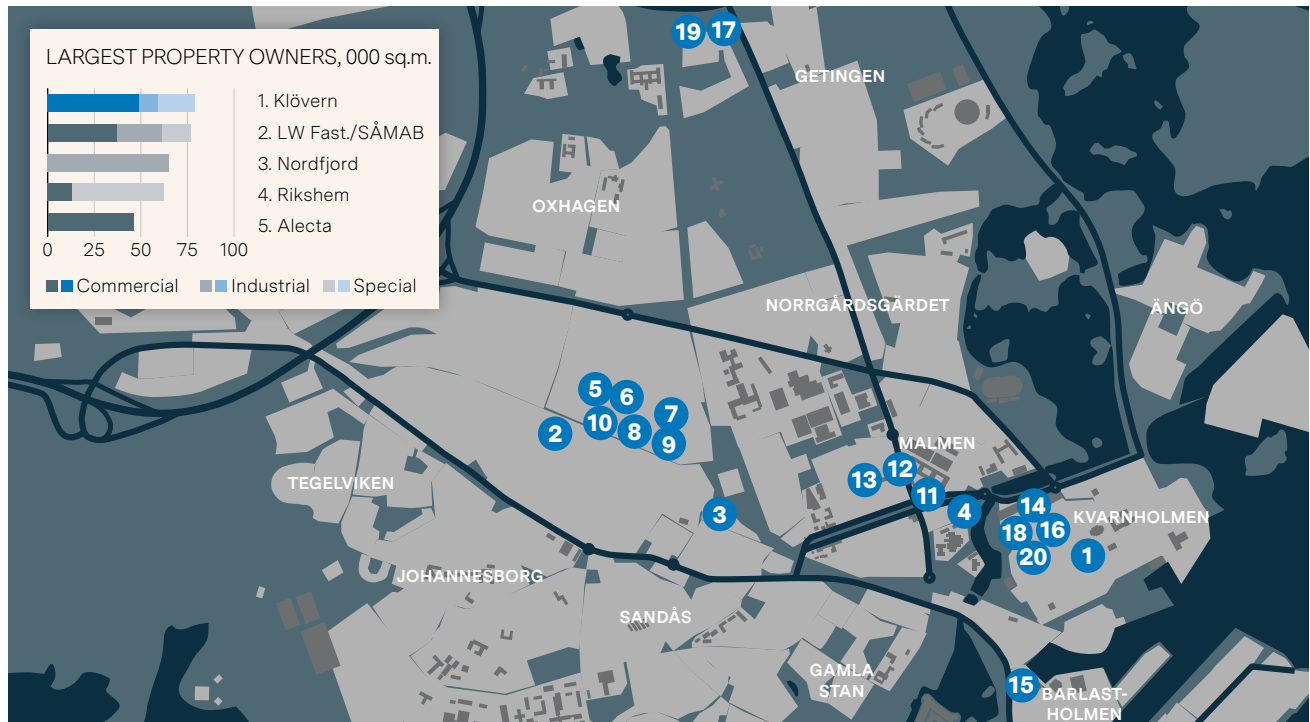 LARGEST PROPERTY OWNERS, 000 sq.m.
1. Klövern
2. LW Fast./SÅMAB
3. Nordfjord
4. Rikshem
5. Alecta
0 25 50 75 100
Commercial Industrial Special
19 17
GETINGEN
OXHAGEN
NORRGÅRDSGÄRDET
ÄNGÖ
5 6
7
10 8
2 9
MALMEN
12
13
11
TEGELVIKEN
3
4
14
KVARNHOLMEN
18 16
20 1
JOHANNESBORG
SANDÅS
GAMLA
STAN
15
BARLAST-
HOLMEN